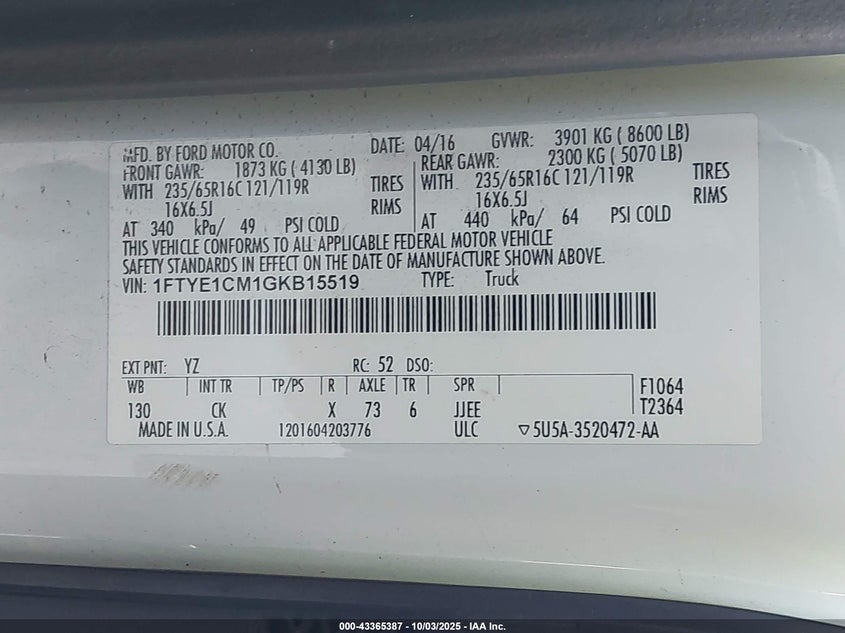 MFD. BY FORD MOTOR CO. DATE: 04/16 GVWR: 3901 KG ( 8600 LB)
FRONT GAWR: 1873 KG ( 4130 LB) REAR GAWR: 2300 KG ( 5070 LB)
WITH 235/65R16C 121/119R TIRES WITH 235/65R16C 121/119R TIRES
16X6.5J RIMS 16X6.5J RIMS
AT 340 kPa/ 49 PSI COLD AT 440 kPa/ 64 PSI COLD
THIS VEHICLE CONFORMS TO ALL APPLICABLE FEDERAL MOTOR VEHICLE
SAFETY STANDARDS IN EFFECT ON THE DATE OF MANUFACTURE SHOWN ABOVE.
VIN: 1FTYE1CM1GKB15519 TYPE: Truck
EXT PNT: YZ RC: 52 DSO:
WB INT TR TP/PS R AXLE TR SPR F1064
130 CK X 73 6 JJEE T2364
MADE IN U.S.A. 1201604203776 ULC ▽5U5A-3520472-AA
000-43365387 - 10/03/2025 - IAA Inc.